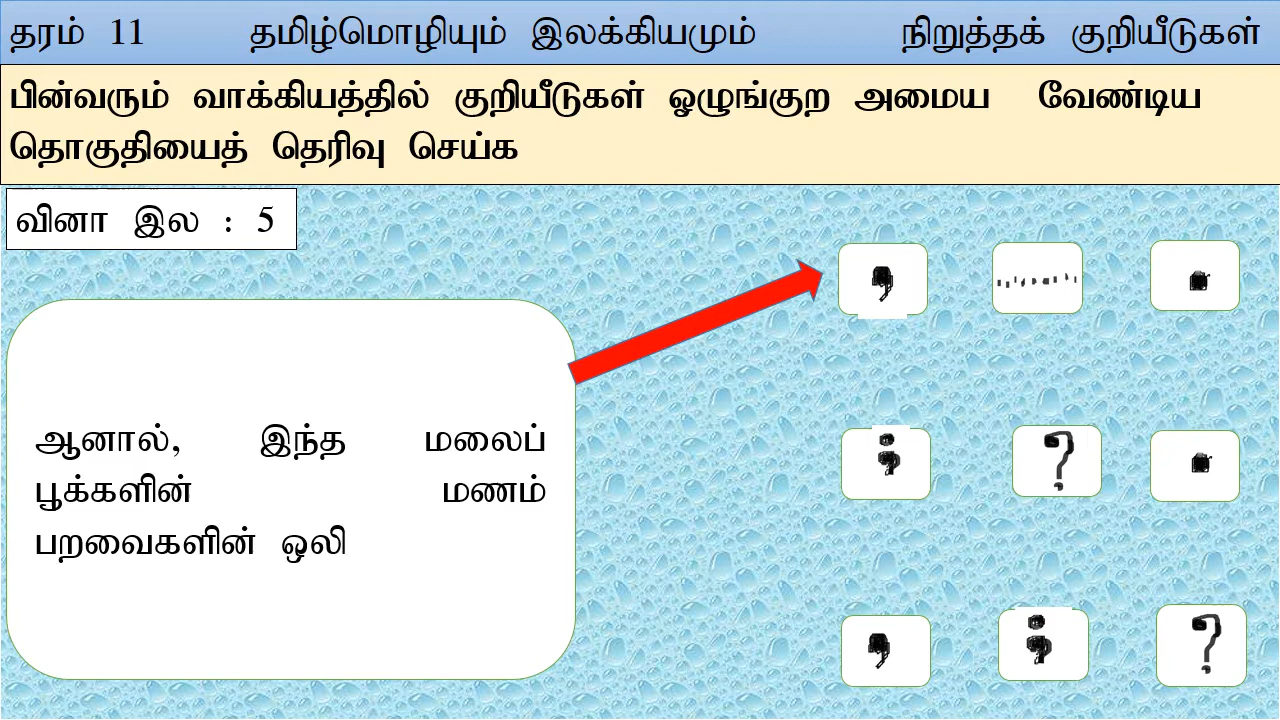 தரம் 11 தமிழ்மொழியும் இலக்கியமும் நிறுத்தக் குறியீடுகள்
பின்வரும் வாக்கியத்தில் குறியீடுகள் ஓழுங்குற அமைய வேண்டிய
தொகுதியைத் தெரிவு செய்க
வினா இல : 5
, ......... .
ஆனால், இந்த மலைப்
பூக்களின் மணம்
பறவைகளின் ஒலி
; ? .
, ; ?